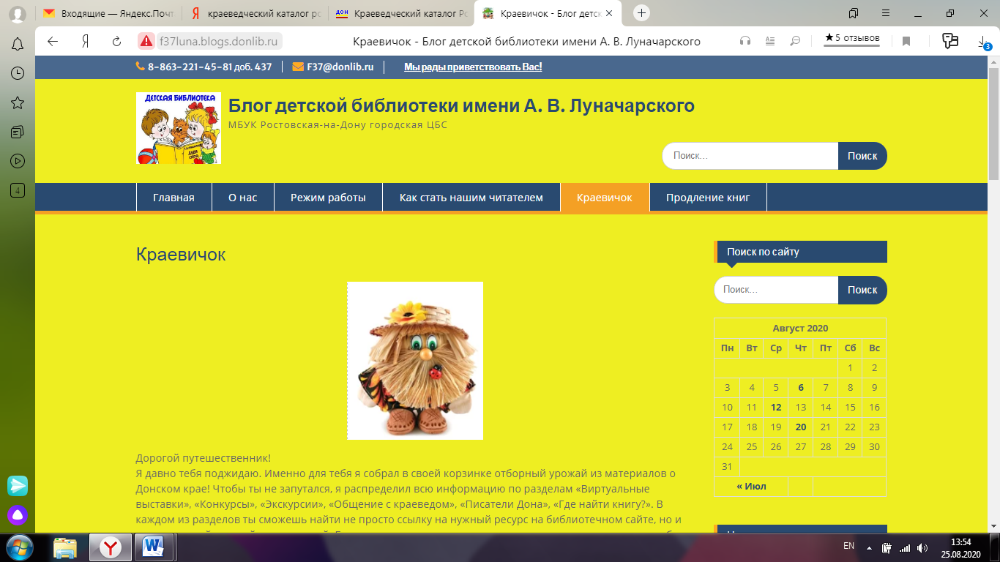 Входящие — Яндекс.Почт
краеведческий каталог рс
Краеведческий каталог Рс
Краевичок - Блог детск
f37luna.blogs.donlib.ru
Краевичок - Блог детской библиотеки имени А. В. Луначарского
★5 отзывов
3
4
8-863-221-45-81 доб. 437
F37@donlib.ru
Мы рады приветствовать Вас!
ДЕТСКАЯ БИБЛИОТЕКА
Блог детской библиотеки имени А. В. Луначарского
МБУК Ростовская-на-Дону городская ЦБС
Поиск…
Поиск
Главная
О нас
Режим работы
Как стать нашим читателем
Краевичок
Продление книг
Краевичок
Поиск по сайту
Поиск…
Поиск
Август 2020
Пн Вт Ср Чт Пт Сб Вс
1 2
3 4 5 6 7 8 9
10 11 12 13 14 15 16
17 18 19 20 21 22 23
24 25 26 27 28 29 30
31
« Июл
Дорогой путешественник!
Я давно тебя поджидаю. Именно для тебя я собрал в своей корзинке отборный урожай из материалов о
Донском крае! Чтобы ты не запутался, я распределил всю информацию по разделам «Виртуальные
выставки», «Конкурсы», «Экскурсии», «Общение с краеведом», «Писатели Дона», «Где найти книгу?». В
каждом из разделов ты сможешь найти не просто ссылку на нужный ресурс на библиотечном сайте, но и
EN
13:54
25.08.2020